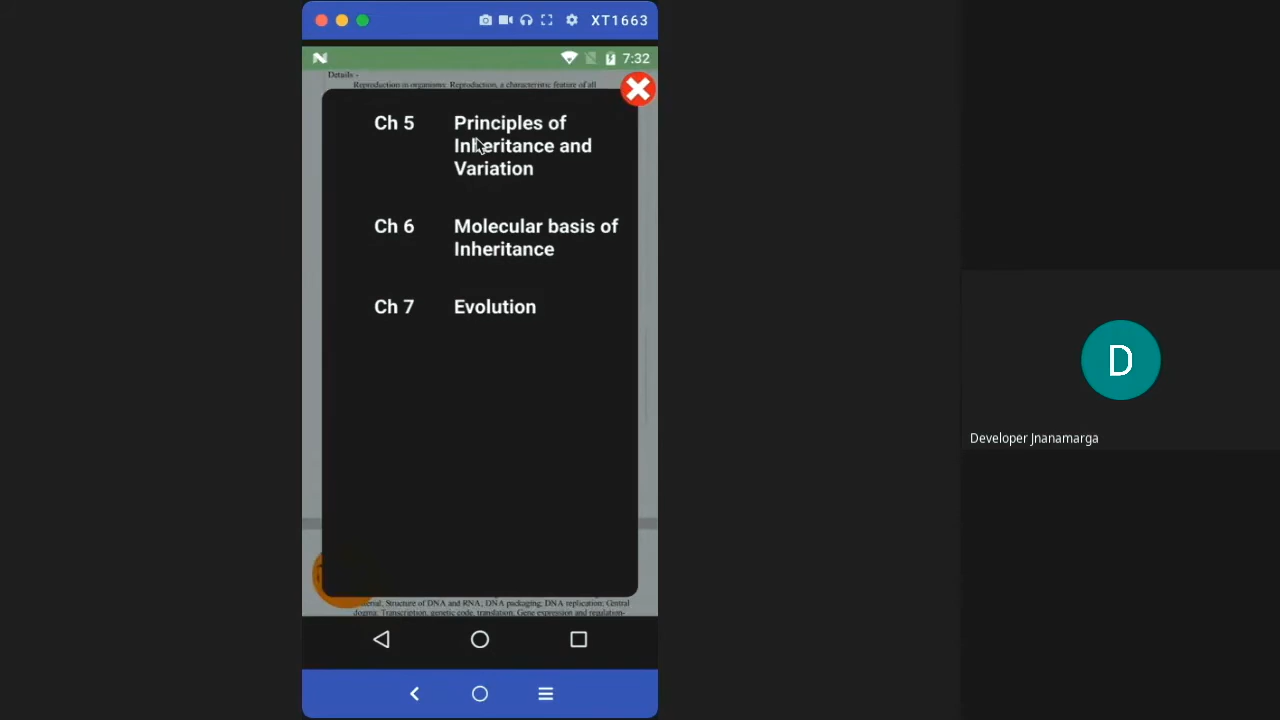 XT1663
7:32
Details -
Reproduction in organisms: Reproduction, a characteristic feature of all
Ch 5 Principles of
Inheritance and
Variation
Ch 6 Molecular basis of
Inheritance
Ch 7 Evolution
D
Developer Jnanamarga
Structure of DNA and RNA, DNA packaging; DNA replication; Central
dogma; Transcription, genetic code, translation, Gene expression and regulation-